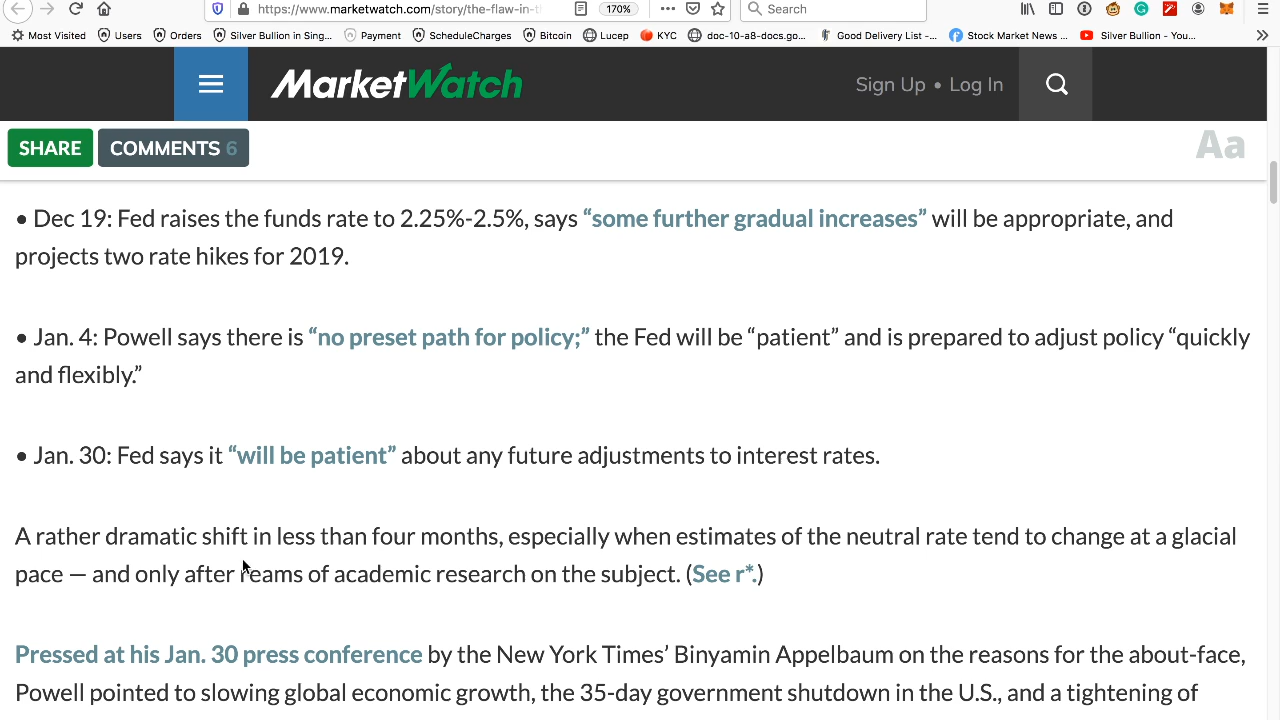 https://www.marketwatch.com/story/the-flaw-in-t
170%
Search
Most Visited
Users
Orders
Silver Bullion in Sing...
Payment
ScheduleCharges
Bitcoin
Lucep
KYC
doc-10-a8-docs.go...
Good Delivery List -...
Stock Market News ...
Silver Bullion - You...
MarketWatch
Sign Up • Log In
SHARE
COMMENTS 6
Aa
• Dec 19: Fed raises the funds rate to 2.25%-2.5%, says “some further gradual increases” will be appropriate, and
projects two rate hikes for 2019.
• Jan. 4: Powell says there is “no preset path for policy;” the Fed will be “patient” and is prepared to adjust policy “quickly
and flexibly.”
• Jan. 30: Fed says it “will be patient” about any future adjustments to interest rates.
A rather dramatic shift in less than four months, especially when estimates of the neutral rate tend to change at a glacial
pace — and only after reams of academic research on the subject. (See r*.)
Pressed at his Jan. 30 press conference by the New York Times’ Binyamin Appelbaum on the reasons for the about-face,
Powell pointed to slowing global economic growth, the 35-day government shutdown in the U.S., and a tightening of